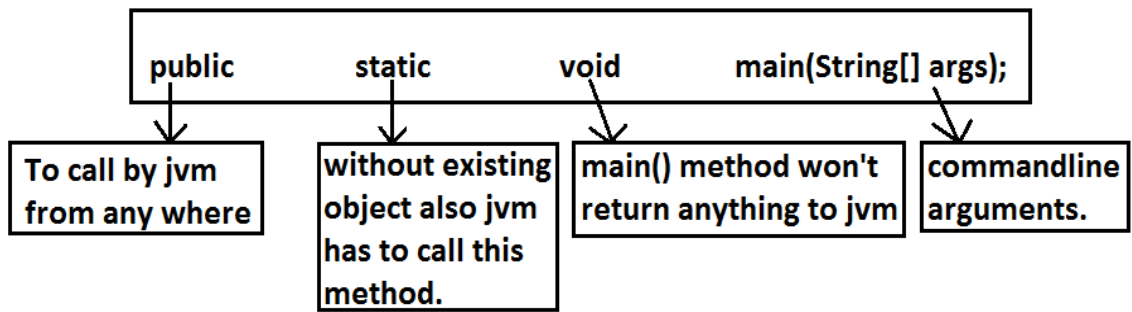 public static void main(String[] args);
To call by jvm
from any where
without existing
object also jvm
has to call this
method.
main() method won't
return anything to jvm
commandline
arguments.